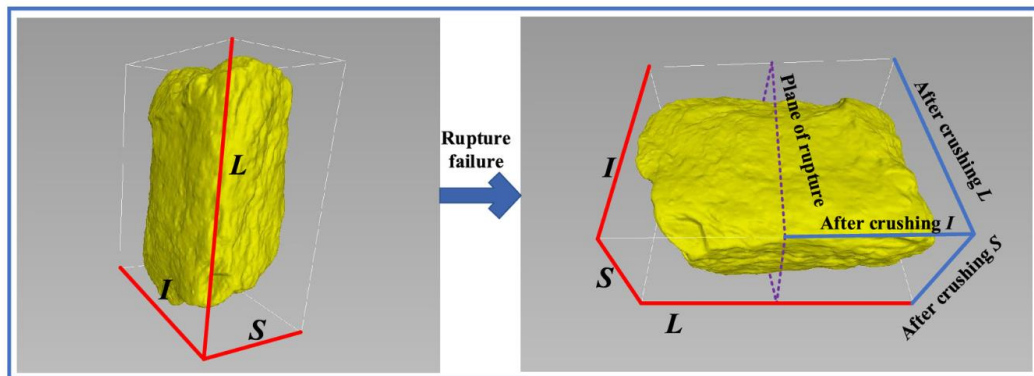 L
I
S
Rupture
failure
I
S
L
Plane of rupture
After crushing L
After crushing I
After crushing S